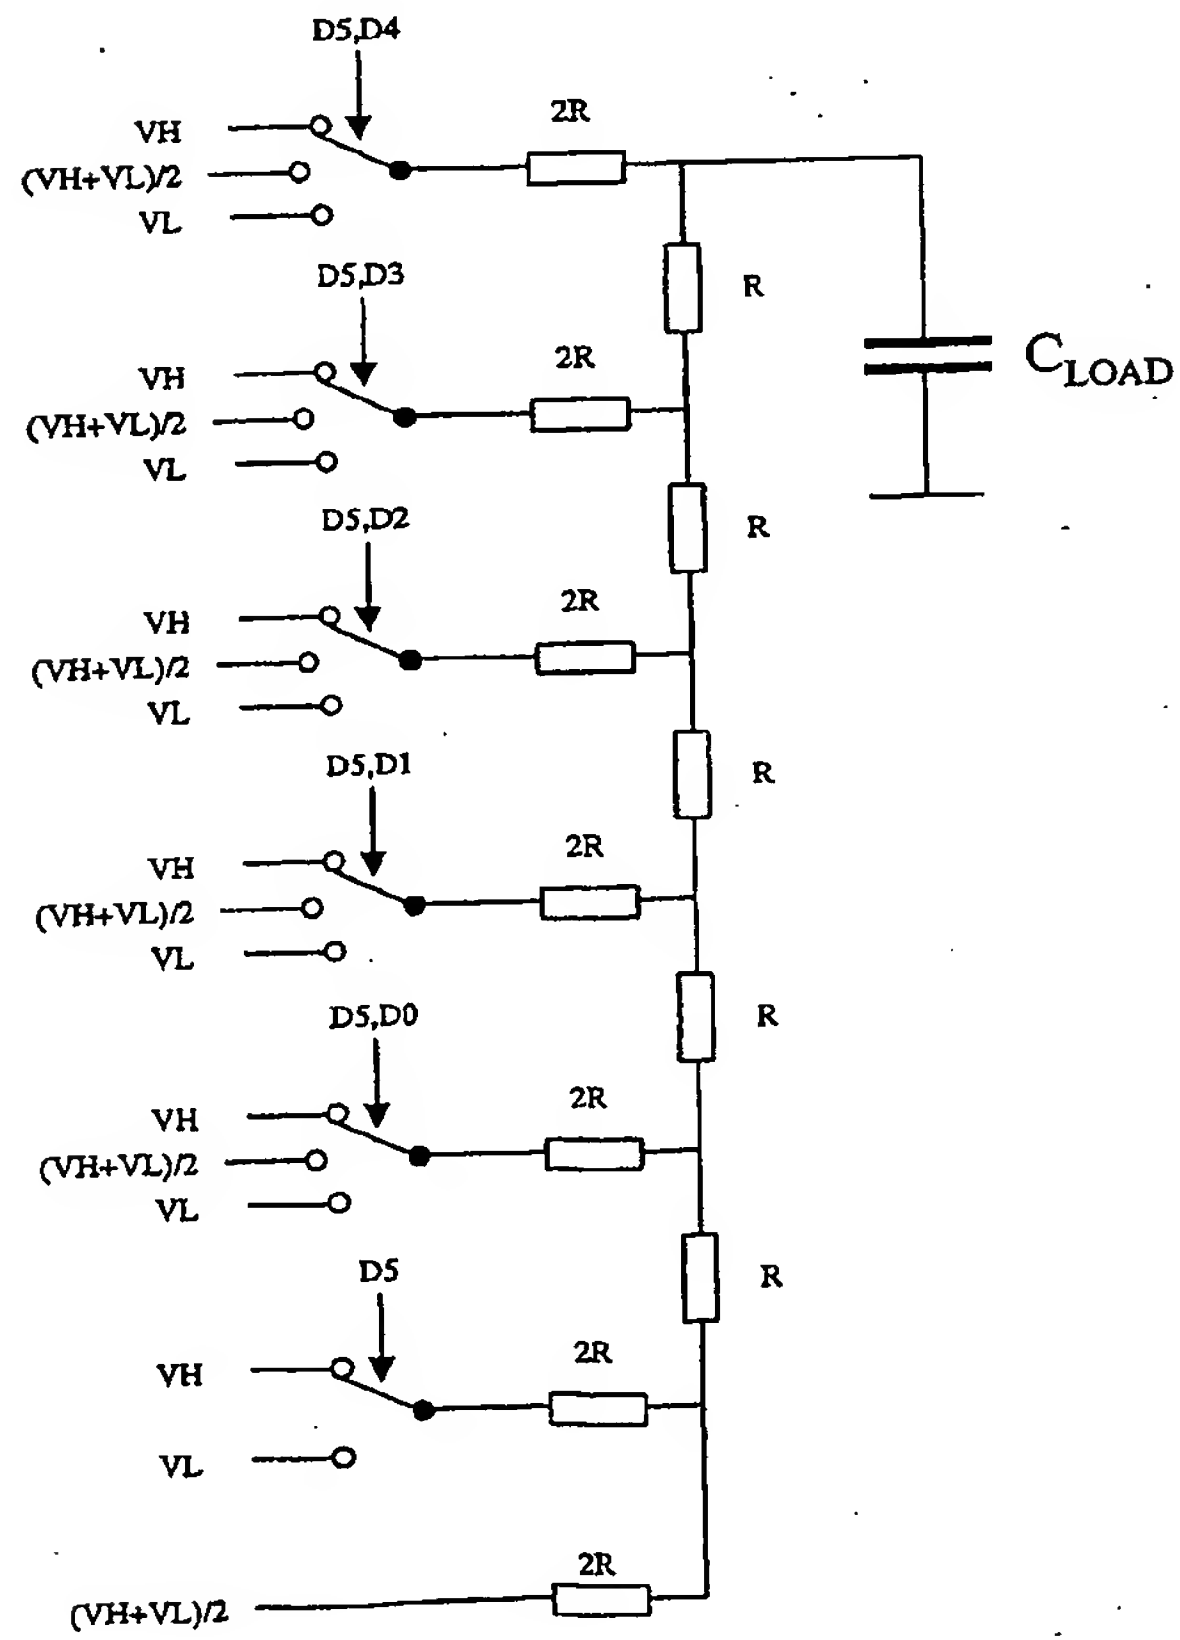 D5,D4
2R
VH
(VH+VL)/2
VL
R
C LOAD
D5,D3
2R
VH
(VH+VL)/2
VL
R
D5,D2
2R
VH
(VH+VL)/2
VL
R
D5,D1
2R
VH
(VH+VL)/2
VL
R
D5,D0
2R
VH
(VH+VL)/2
VL
R
D5
2R
VH
VL
2R
(VH+VL)/2